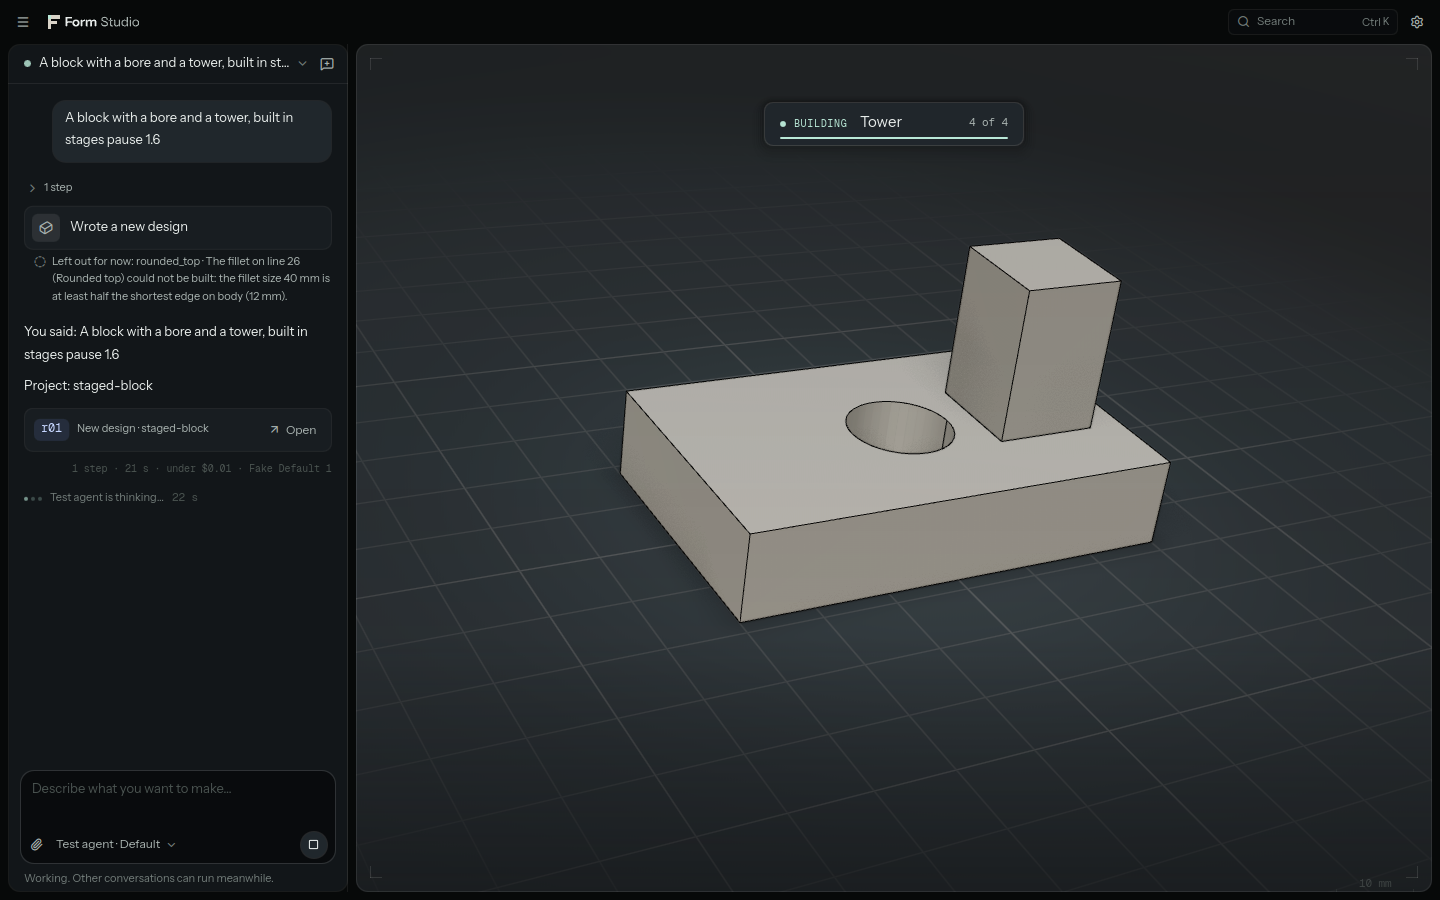 Form Studio
Search
Ctrl K
A block with a bore and a tower, built in st...
A block with a bore and a tower, built in
stages pause 1.6
1 step
Wrote a new design
Left out for now: rounded_top · The fillet on line 26
(Rounded top) could not be built: the fillet size 40 mm is
at least half the shortest edge on body (12 mm).
You said: A block with a bore and a tower, built in
stages pause 1.6
Project: staged-block
r01 New design · staged-block Open
1 step · 21 s · under $0.01 · Fake Default 1
Test agent is thinking... 22 s
Describe what you want to make...
Test agent · Default
Working. Other conversations can run meanwhile.
BUILDING Tower 4 of 4
10 mm